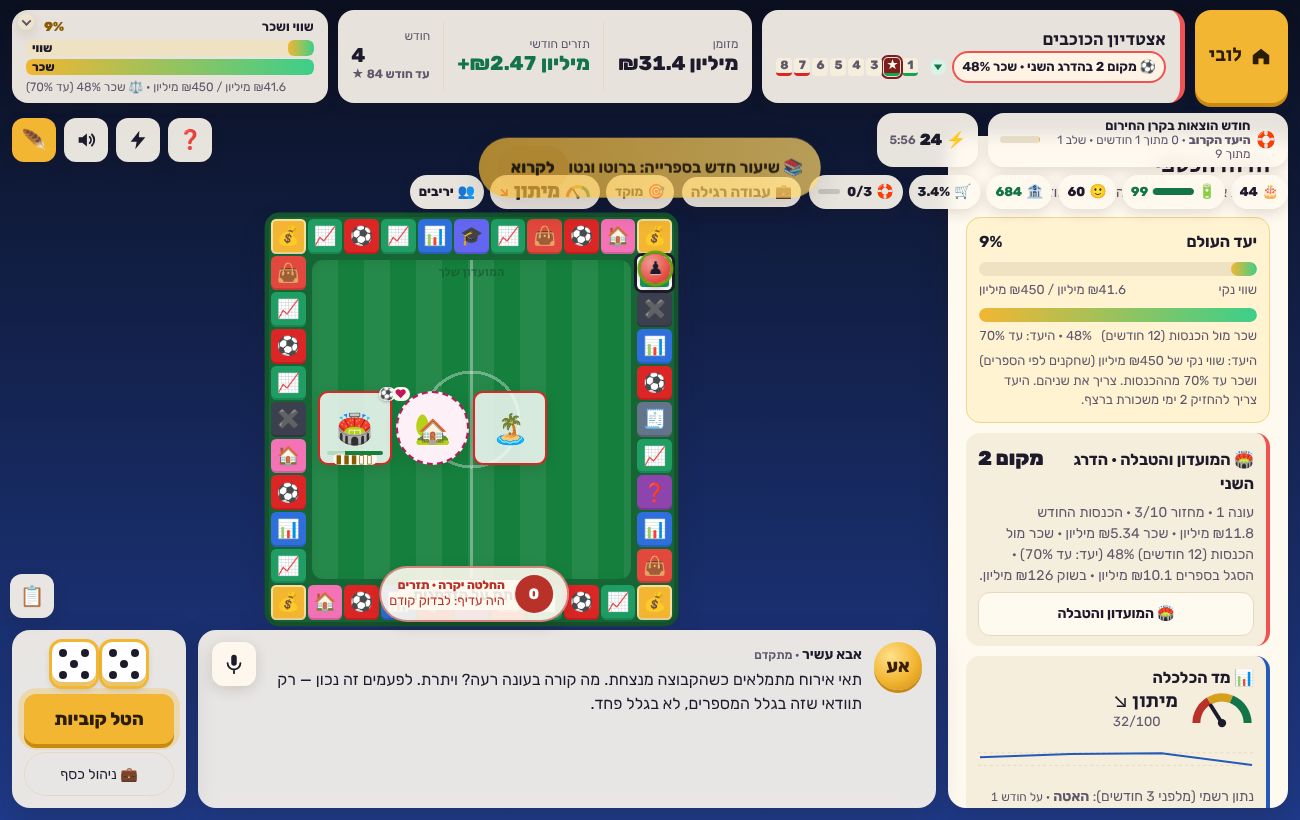 לובי
אצטדיון הכוכבים
⚽ מקום 2 בהדרג השני • שכר 48%
1 ★ 3 4 5 6 7 8
מזומן
₪31.4 מיליון
תזרים חודשי
+₪2.47 מיליון
חודש
4
עד חודש 84 ★
שווי ושכר
9%
שווי
שכר
₪41.6 מיליון / ₪450 מיליון • ⚖️ שכר 48% (עד 70%)
חודש הוצאות בקרן החירום
היעד הקרוב • 0 מתוך 1 חודשים • שלב 1
מתוך 9
⚡ 24 5:56
📚 שיעור חדש בספרייה: ברוטו ונטו
לקרוא
44
99
60
684
3.4%
0/3
💼 עבודה רגילה
מוקד
מיתון ↘
יריבים
יעד העולם
9%
שווי נקי
₪41.6 מיליון / ₪450 מיליון
שכר מול הכנסות (12 חודשים)
48% • היעד: עד 70%
היעד: שווי נקי של ₪450 מיליון (שחקנים לפי הספרים)
ושכר עד 70% מההכנסות. צריך את שניהם. היעד
צריך להחזיק 2 ימי משכורת ברצף.
🏟️ המועדון והטבלה • הדרג
השני
מקום 2
עונה 1 • מחזור 3/10 • הכנסות החודש
₪11.8 מיליון • שכר ₪5.34 מיליון • שכר מול
הכנסות (12 חודשים) 48% (יעד: עד 70%) •
הסגל בספרים ₪10.1 מיליון • בשוק ₪126 מיליון.
🏟️ המועדון והטבלה
📊 מד הכלכלה
מיתון ↘
32/100
נתון רשמי (מלפני 3 חודשים): האטה • על חודש 1
המועדון שלך
0
החלטה יקרה • תזרים
היה עדיף: לבדוק קודם
אע
אבא עשיר • מתקדם
תאי אירוח מתמלאים כשהקבוצה מנצחת. מה קורה בעונה רעה? ויתרת. לפעמים זה נכון — רק
תוודאי שזה בגלל המספרים, לא בגלל פחד.
הטל קוביות
💼 ניהול כסף